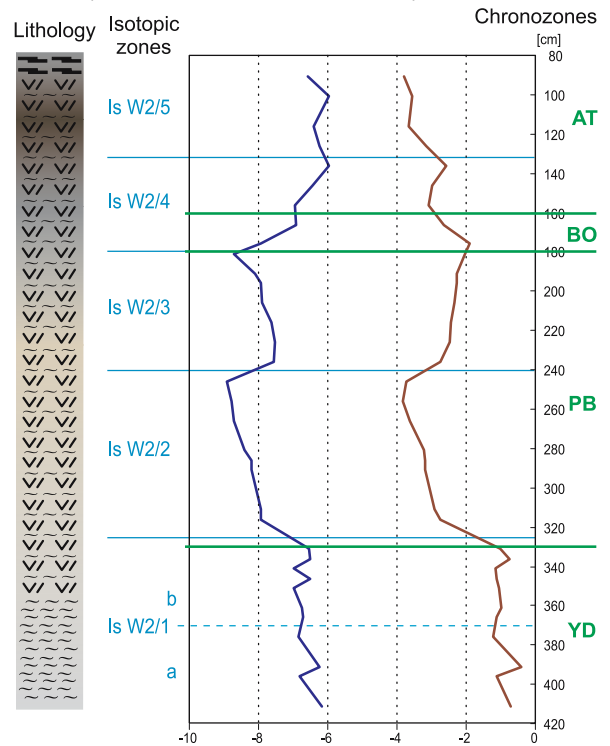 Lithology
Isotopic
zones
Chronozones
[cm]
80
Is W2/5
100
AT
120
140
Is W2/4
160
BO
180
Is W2/3
200
220
240
PB
260
Is W2/2
280
300
320
340
b
360
Is W2/1
YD
380
a
400
420
-10
-8
-6
-4
-2
0